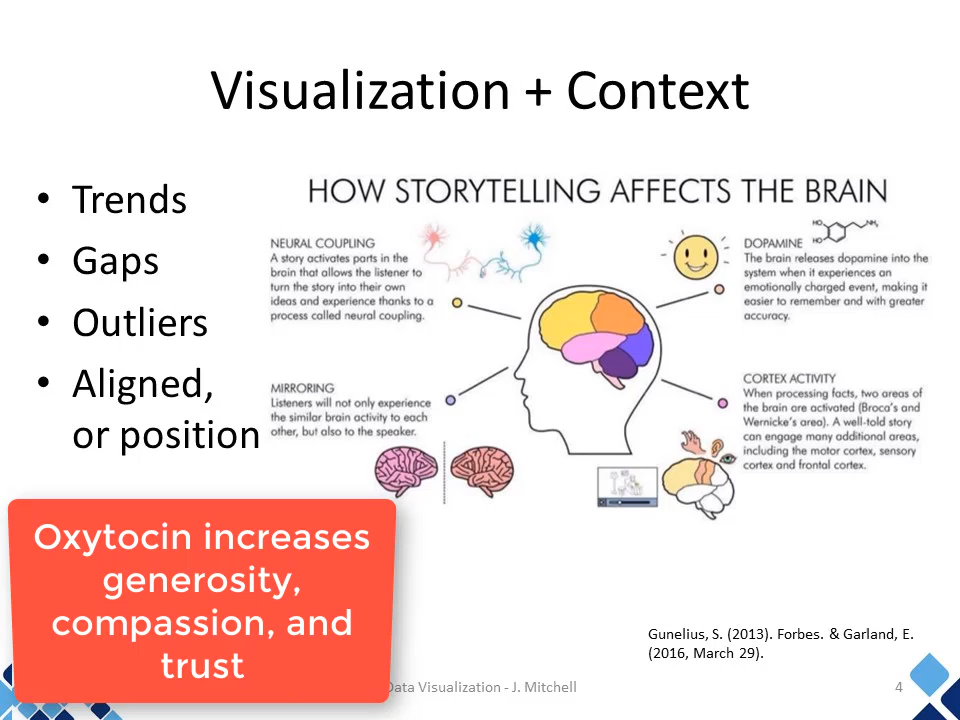 Visualization + Context
• Trends
• Gaps
• Outliers
• Aligned,
or position
HOW STORYTELLING AFFECTS THE BRAIN
NEURAL COUPLING
A story activates parts in the
brain that allows the listener to
turn the story into their own
ideas and experience thanks to a
process called neural coupling.
MIRRORING
Listeners will not only experience
the similar brain activity to each
other, but also to the speaker.
HO
HO
NH₂
DOPAMINE
The brain releases dopamine into the
system when it experiences an
emotionally charged event, making it
easier to remember and with greater
accuracy.
CORTEX ACTIVITY
When processing facts, two areas of
the brain are activated (Broca's and
Wernicke's area). A well-told story
can engage many additional areas,
including the motor cortex, sensory
cortex and frontal cortex.
Oxytocin increases
generosity,
compassion, and
trust
Gunelius, S. (2013). Forbes. & Garland, E.
(2016, March 29).
Data Visualization - J. Mitchell
4